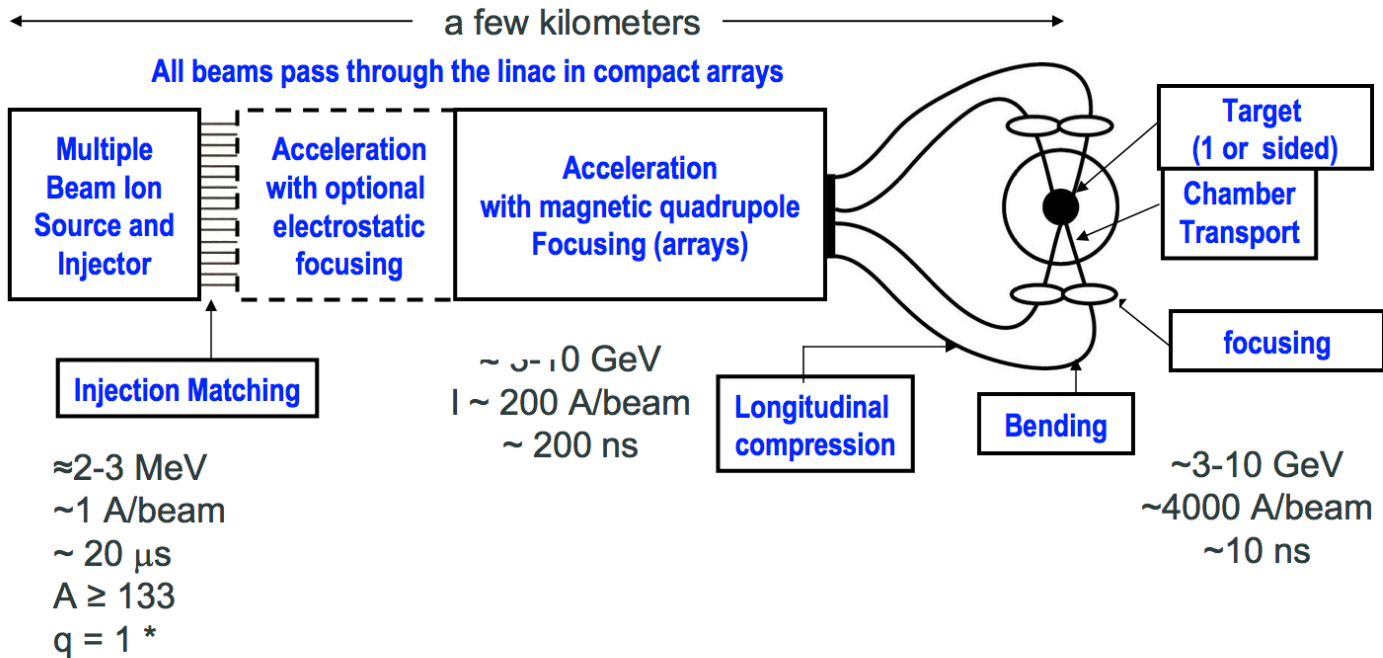 a few kilometers
All beams pass through the linac in compact arrays
Multiple
Beam Ion
Source and
Injector
Acceleration
with optional
electrostatic
focusing
Acceleration
with magnetic quadrupole
Focusing (arrays)
Target
(1 or sided)
Chamber
Transport
focusing
Injection Matching
~ 3-10 GeV
I ~ 200 A/beam
~ 200 ns
Longitudinal
compression
Bending
≈2-3 MeV
~1 A/beam
~ 20 μs
A ≥ 133
q = 1 *
~3-10 GeV
~4000 A/beam
~10 ns